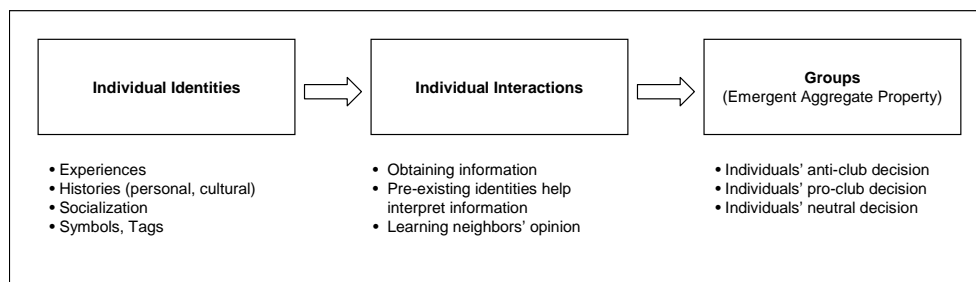 Individual Identities
Individual Interactions
Groups
(Emergent Aggregate Property)
• Experiences
• Histories (personal, cultural)
• Socialization
• Symbols, Tags
• Obtaining information
• Pre-existing identities help
interpret information
• Learning neighbors’ opinion
• Individuals’ anti-club decision
• Individuals’ pro-club decision
• Individuals’ neutral decision